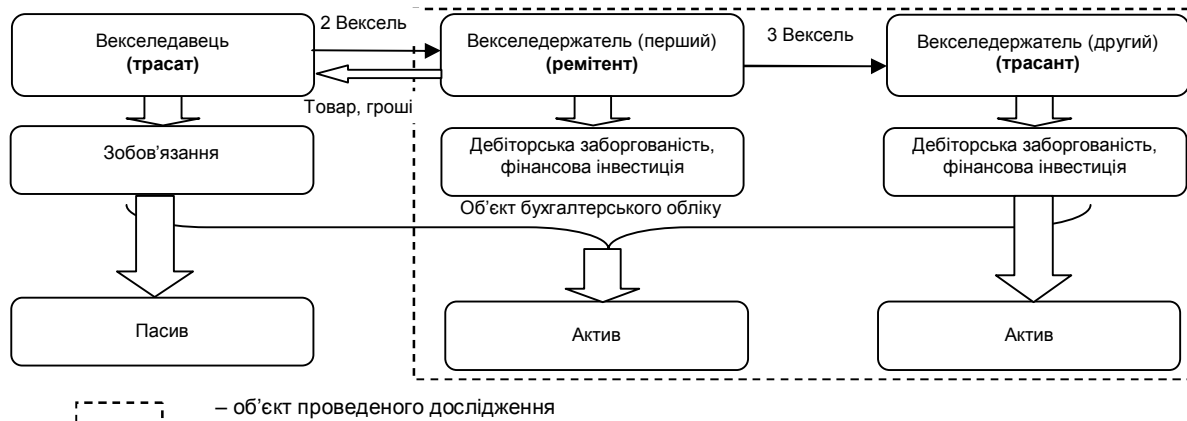 2 Вексель
3 Вексель
Векселедавець
(трасат)
Векселедержатель (перший)
(ремітент)
Векселедержатель (другий)
(трасант)
Товар, гроші
Зобов’язання
Дебіторська заборгованість,
фінансова інвестиція
Дебіторська заборгованість,
фінансова інвестиція
Об’єкт бухгалтерського обліку
Пасив
Актив
Актив
– об’єкт проведеного дослідження